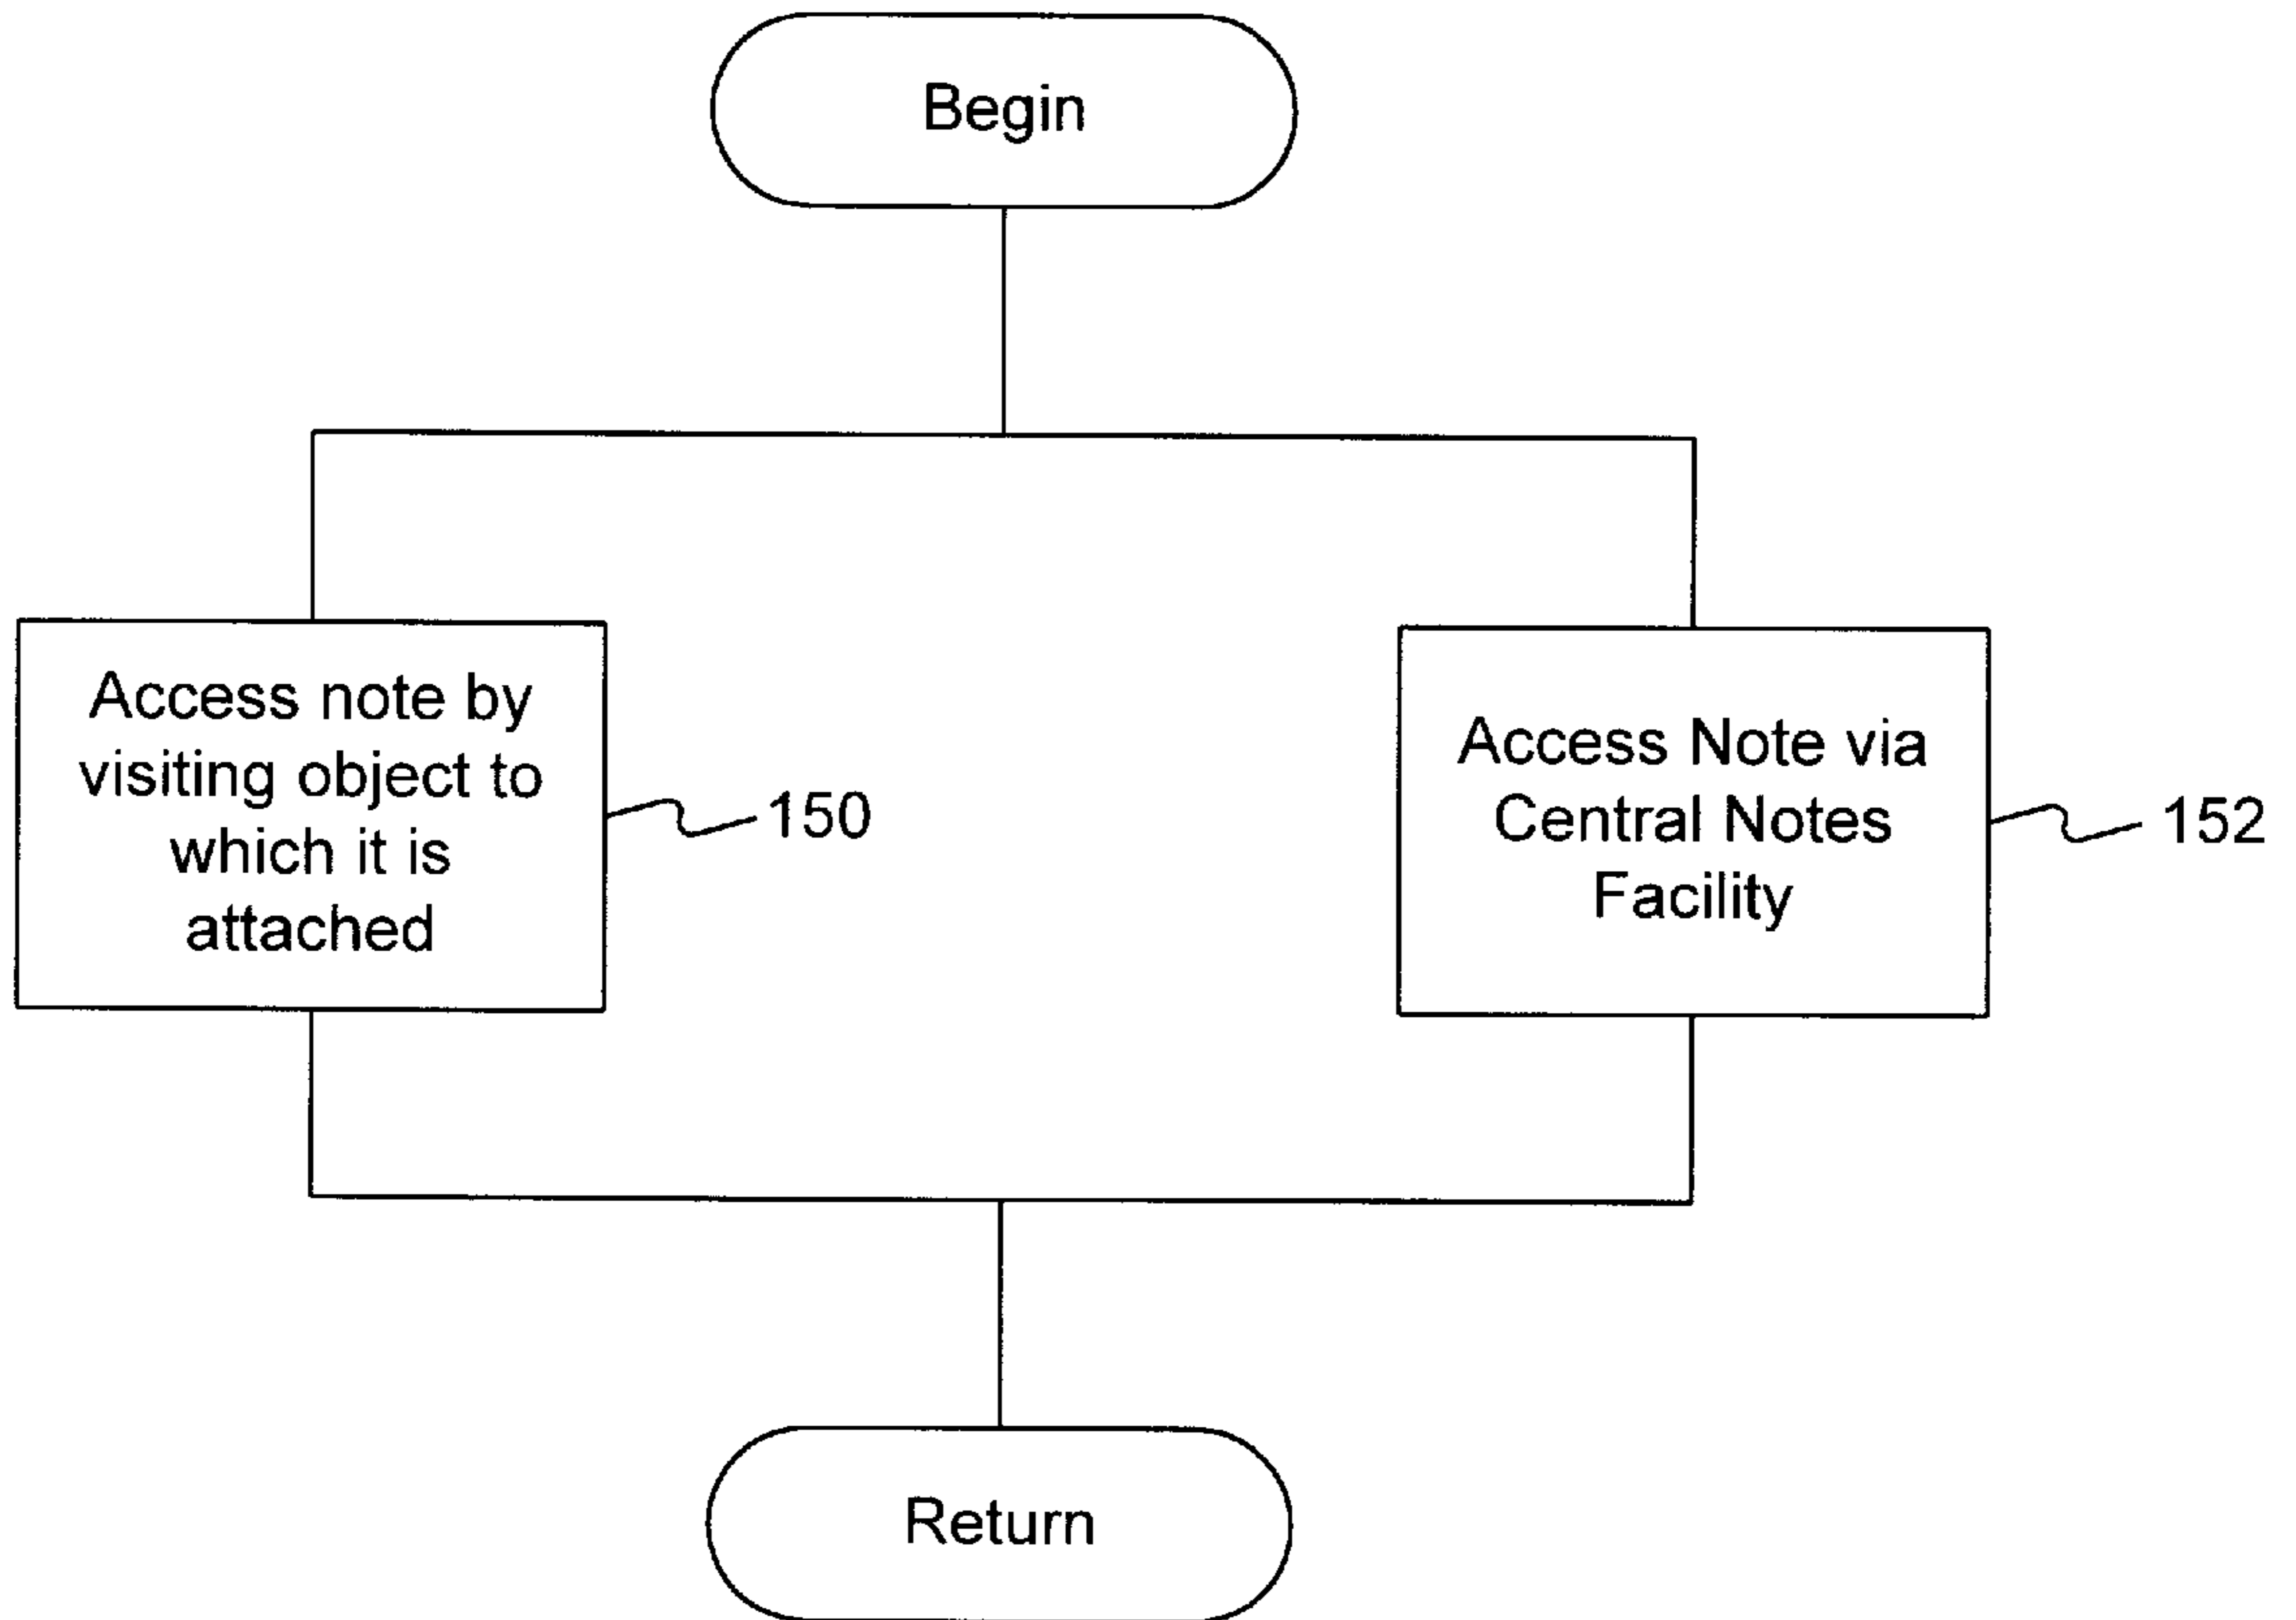 Begin
Access note by
visiting object to
which it is
attached
150
Access Note via
Central Notes
Facility
152
Return